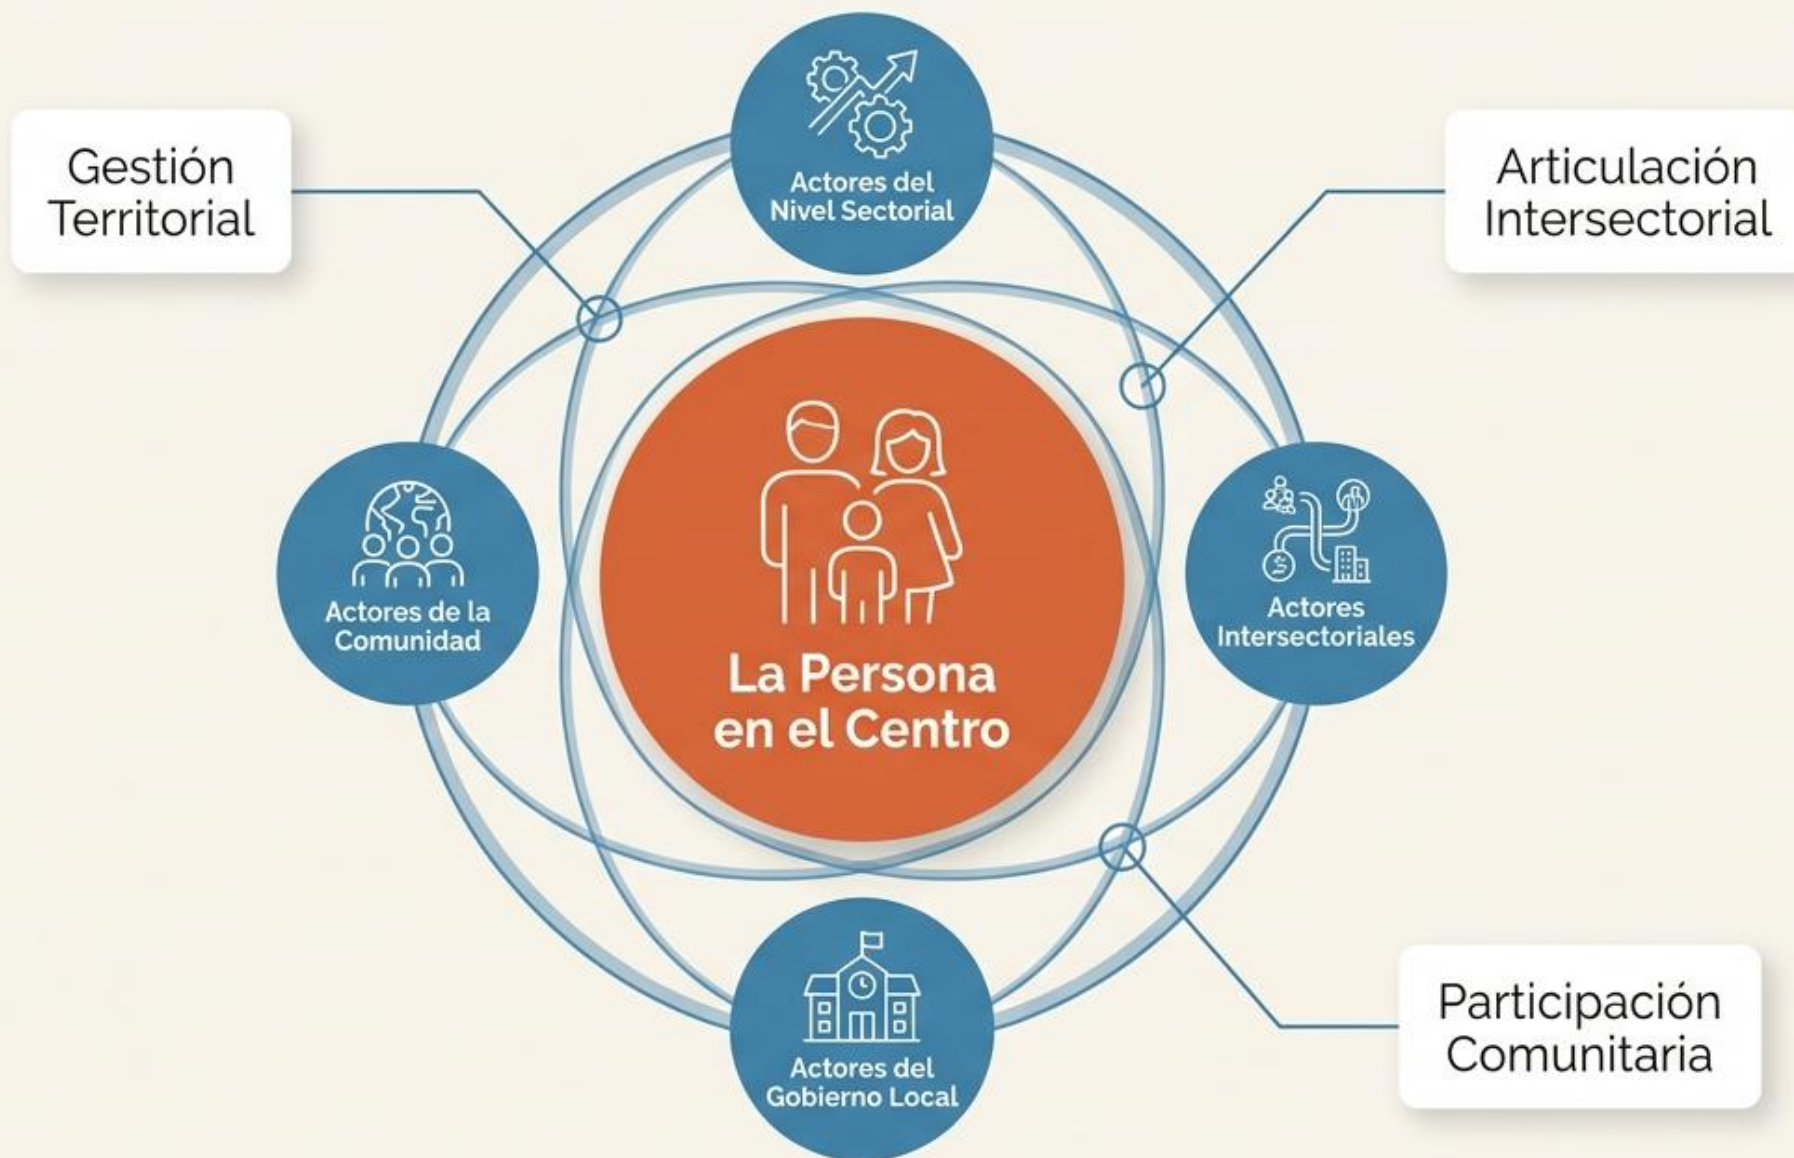 Actores del
Nivel Sectorial
Gestión
Territorial
Articulación
Intersectorial
La Persona
en el Centro
Actores de la
Comunidad
Actores
Intersectoriales
Actores del
Gobierno Local
Participación
Comunitaria